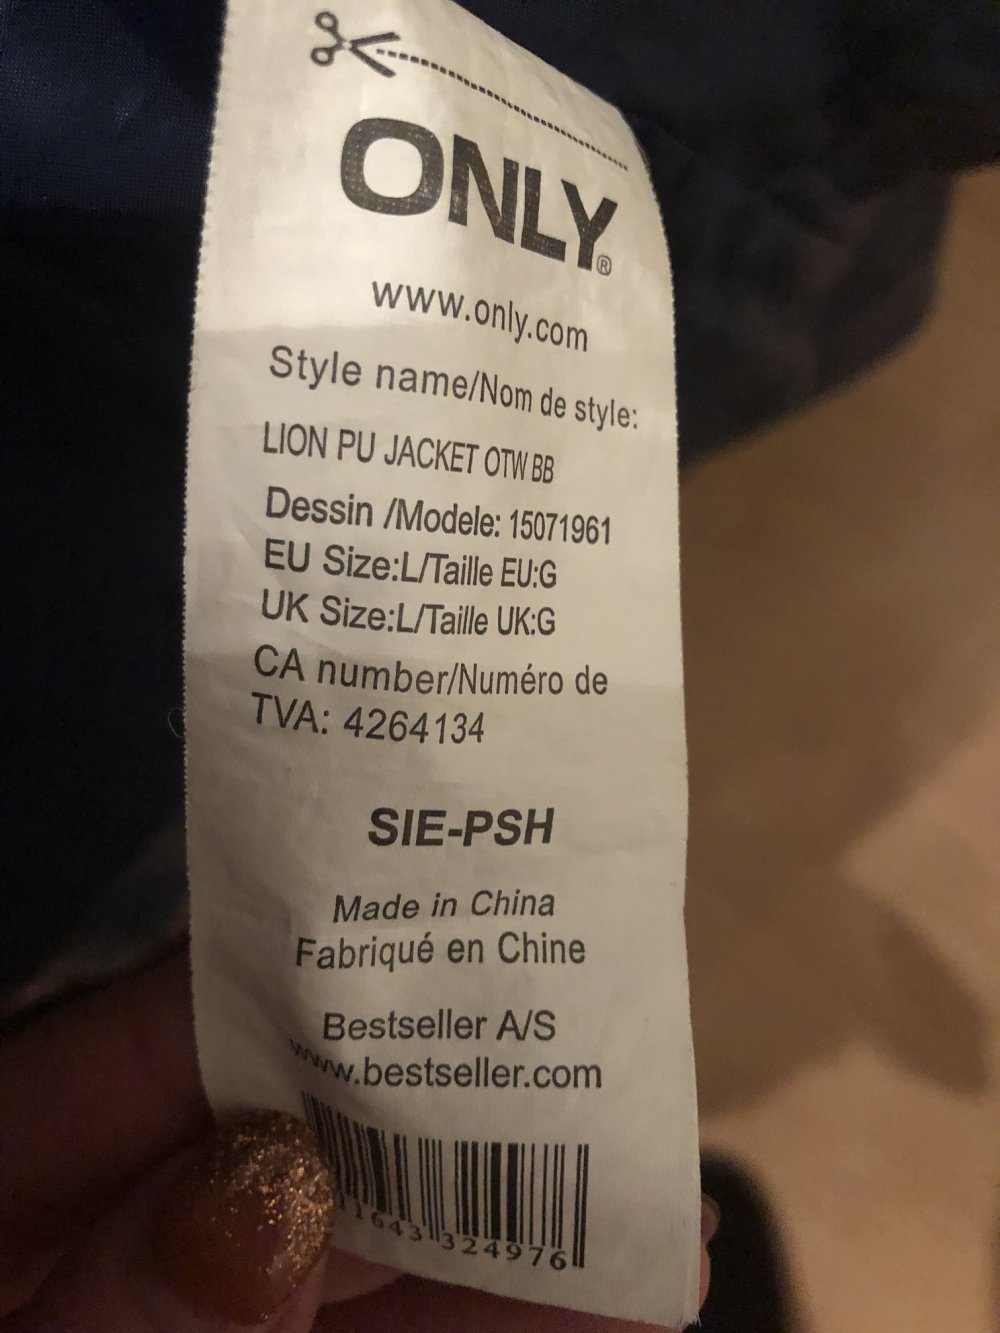 ONLY®
www.only.com
Style name/Nom de style:
LION PU JACKET OTW BB
Dessin /Modele: 15071961
EU Size:L/Taille EU:G
UK Size:L/Taille UK:G
CA number/Numéro de
TVA: 4264134
SIE-PSH
Made in China
Fabriqué en Chine
Bestseller A/S
www.bestseller.com
11643 324976